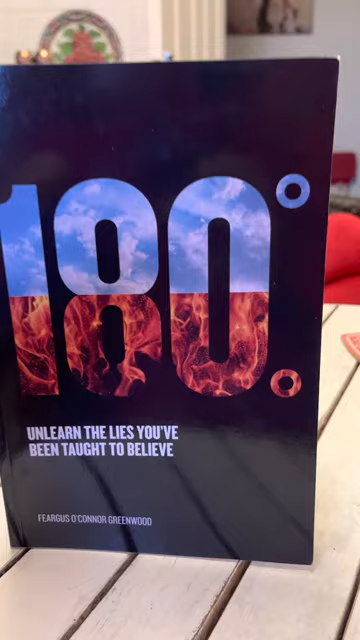 180°
UNLEARN THE LIES YOU'VE
BEEN TAUGHT TO BELIEVE
FEARGUS O'CONNOR GREENWOOD